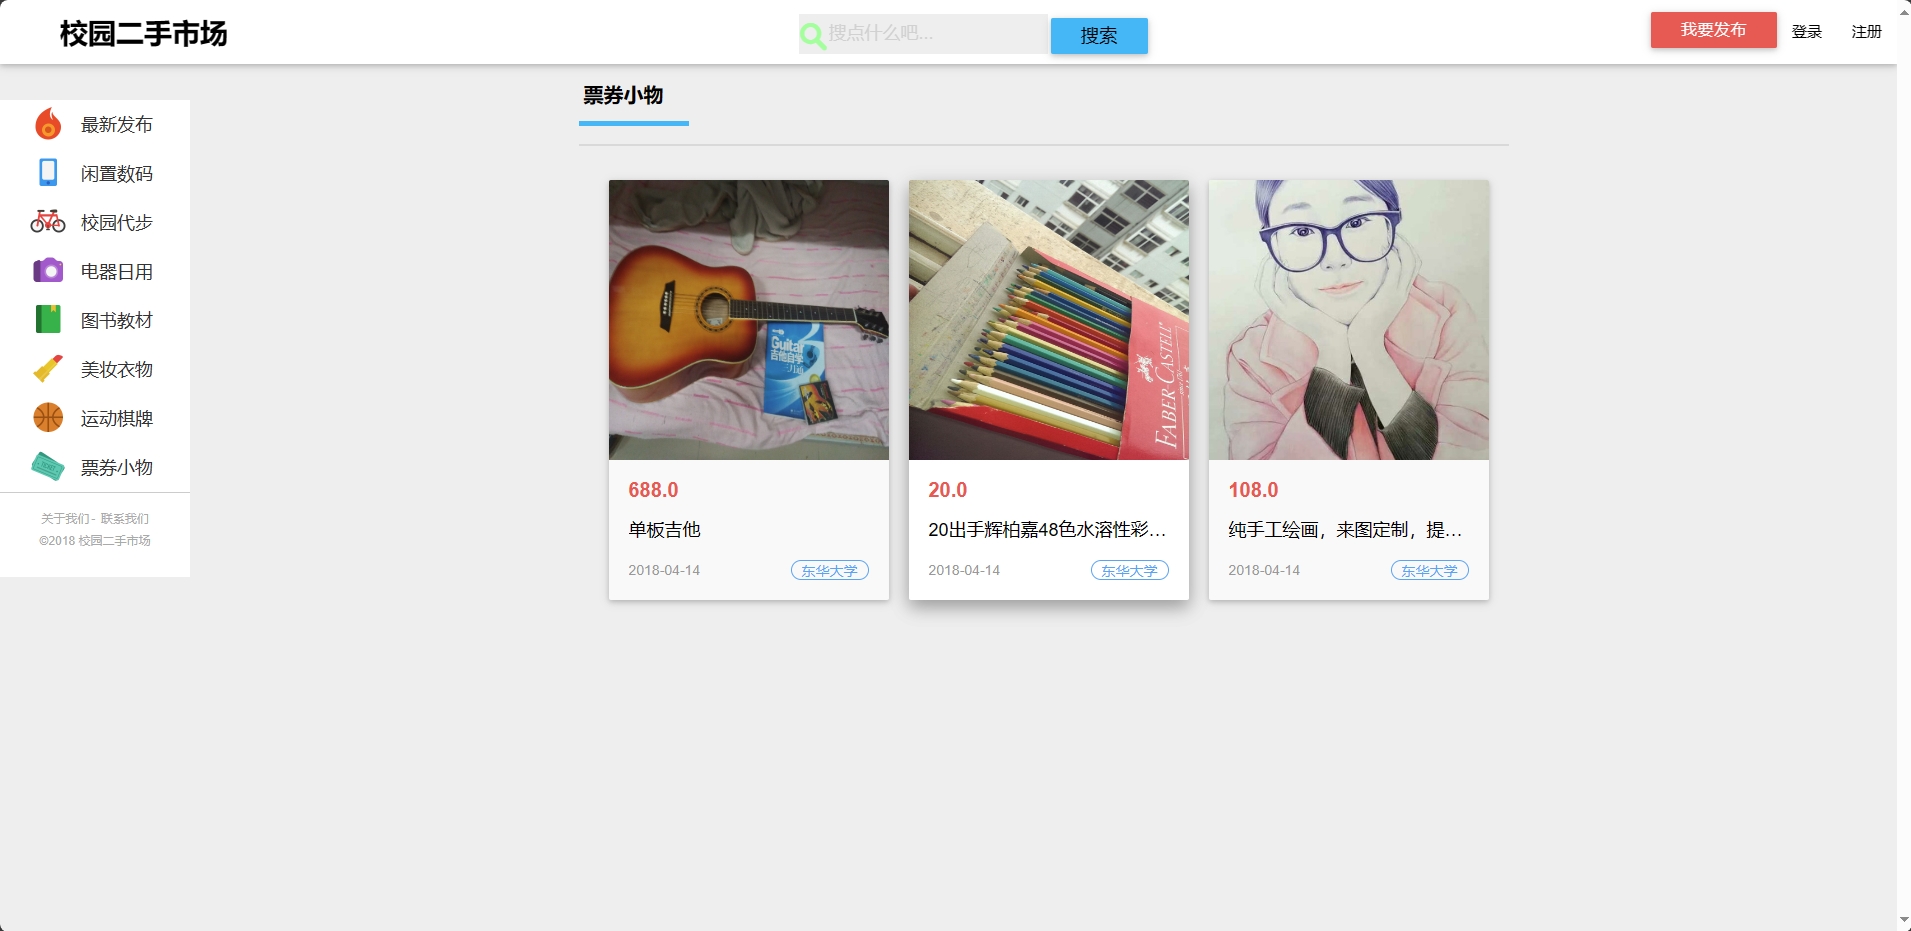 校园二手市场
搜点什么吧...
搜索
我要发布
登录
注册
最新发布
闲置数码
校园代步
电器日用
图书教材
美妆衣物
运动棋牌
票券小物
关于我们 - 联系我们
©2018 校园二手市场
票券小物
Guitar
吉他自学
三月通
FABER-CASTELL
688.0
单板吉他
2018-04-14
东华大学
20.0
20出手辉柏嘉48色水溶性彩...
2018-04-14
东华大学
108.0
纯手工绘画，来图定制，提...
2018-04-14
东华大学